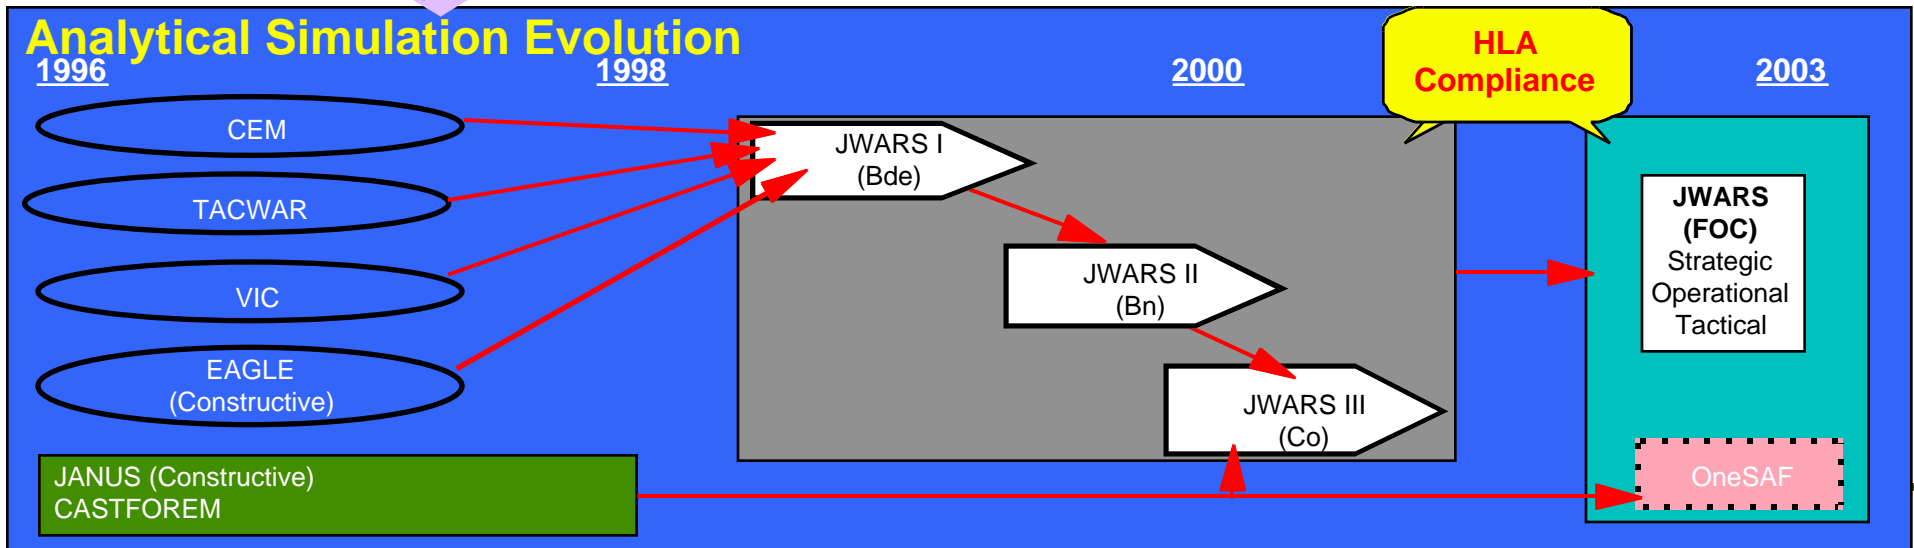 Analytical Simulation Evolution
1996
1998
2000
2003
HLA
Compliance
CEM
TACWAR
VIC
EAGLE
(Constructive)
JANUS (Constructive)
CASTFOREM
JWARS I
(Bde)
JWARS II
(Bn)
JWARS III
(Co)
JWARS
(FOC)
Strategic
Operational
Tactical
OneSAF